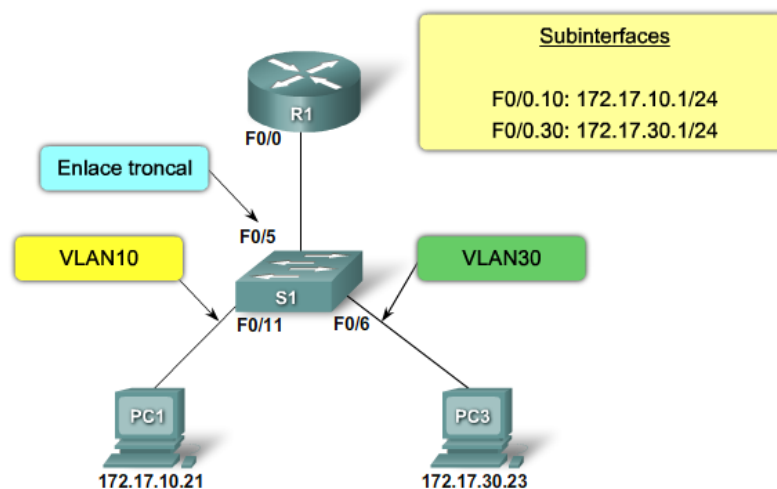 Subinterfaces
F0/0.10: 172.17.10.1/24
F0/0.30: 172.17.30.1/24
R1
F0/0
Enlace troncal
F0/5
VLAN10
VLAN30
S1
F0/11
F0/6
PC1
PC3
172.17.10.21
172.17.30.23